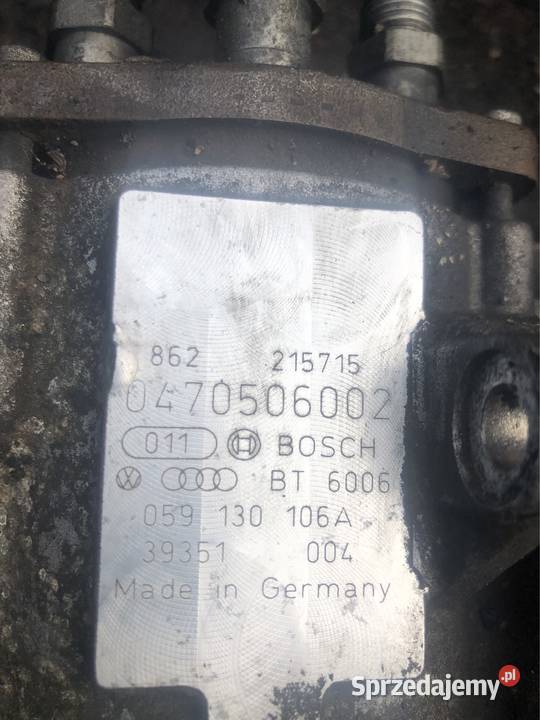 862 215715
0470506002
011 BOSCH
BT 6006
059 130 106A
39351 004
Made in Germany
Sprzedajemy.pl